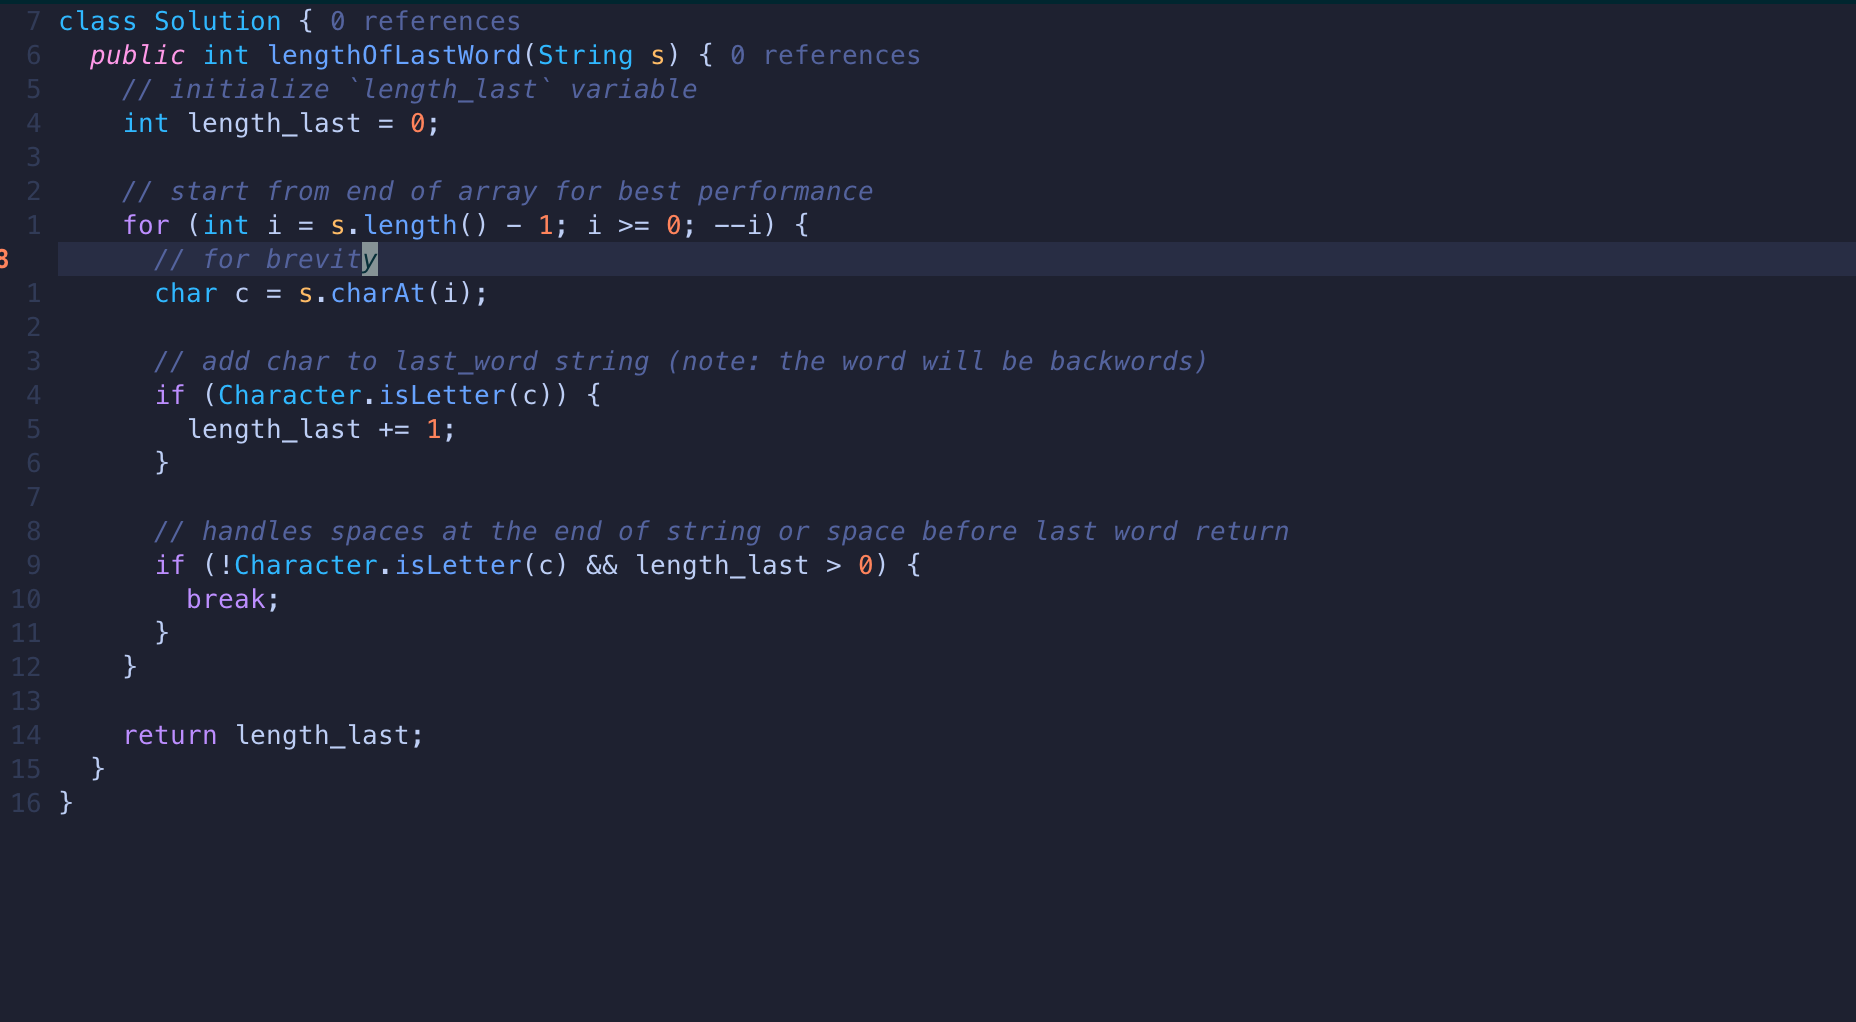 7 class Solution { 0 references
6   public int lengthOfLastWord(String s) { 0 references
5     // initialize `length_last` variable
4     int length_last = 0;
3
2     // start from end of array for best performance
1     for (int i = s.length() - 1; i >= 0; --i) {
8       // for brevity
1       char c = s.charAt(i);
2
3       // add char to last_word string (note: the word will be backwords)
4       if (Character.isLetter(c)) {
5         length_last += 1;
6       }
7
8       // handles spaces at the end of string or space before last word return
9       if (!Character.isLetter(c) && length_last > 0) {
10         break;
11       }
12     }
13
14     return length_last;
15   }
16 }